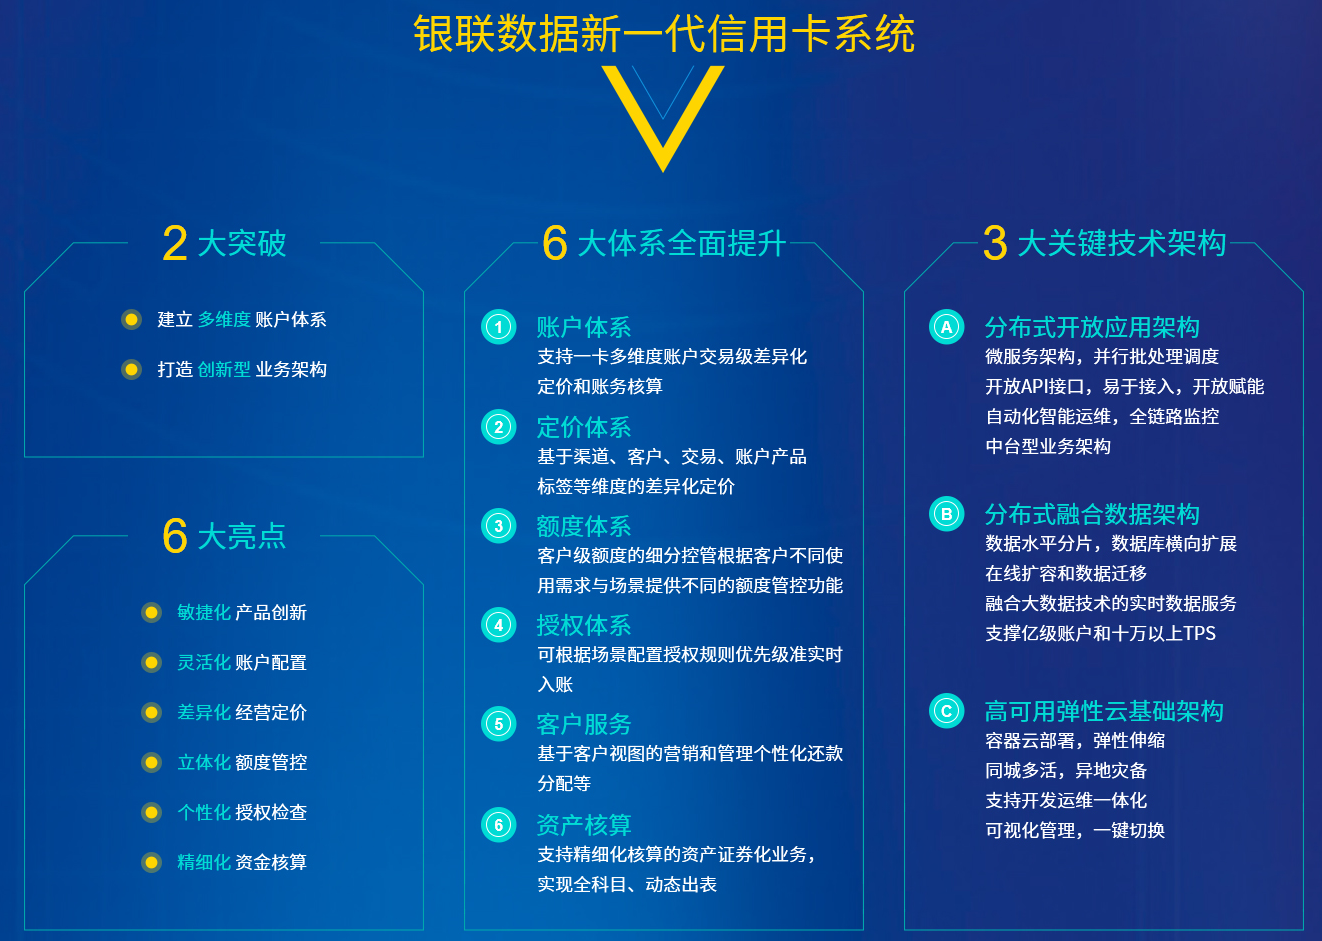 银联数据新一代信用卡系统
2 大突破
建立 多维度 账户体系
打造 创新型 业务架构
6 大亮点
敏捷化 产品创新
灵活化 账户配置
差异化 经营定价
立体化 额度管控
个性化 授权检查
精细化 资金核算
6 大体系全面提升
1 账户体系
支持一卡多维度账户交易级差异化
定价和账务核算
2 定价体系
基于渠道、客户、交易、账户产品
标签等维度的差异化定价
3 额度体系
客户级额度的细分控管根据客户不同使
用需求与场景提供不同的额度管控功能
4 授权体系
可根据场景配置授权规则优先级准实时
入账
5 客户服务
基于客户视图的营销和管理个性化还款
分配等
6 资产核算
支持精细化核算的资产证券化业务，
实现全科目、动态出表
3 大关键技术架构
A 分布式开放应用架构
微服务架构，并行批处理调度
开放API接口，易于接入，开放赋能
自动化智能运维，全链路监控
中台型业务架构
B 分布式融合数据架构
数据水平分片，数据库横向扩展
在线扩容和数据迁移
融合大数据技术的实时数据服务
支撑亿级账户和十万以上TPS
C 高可用弹性云基础架构
容器云部署，弹性伸缩
同城多活，异地灾备
支持开发运维一体化
可视化管理，一键切换